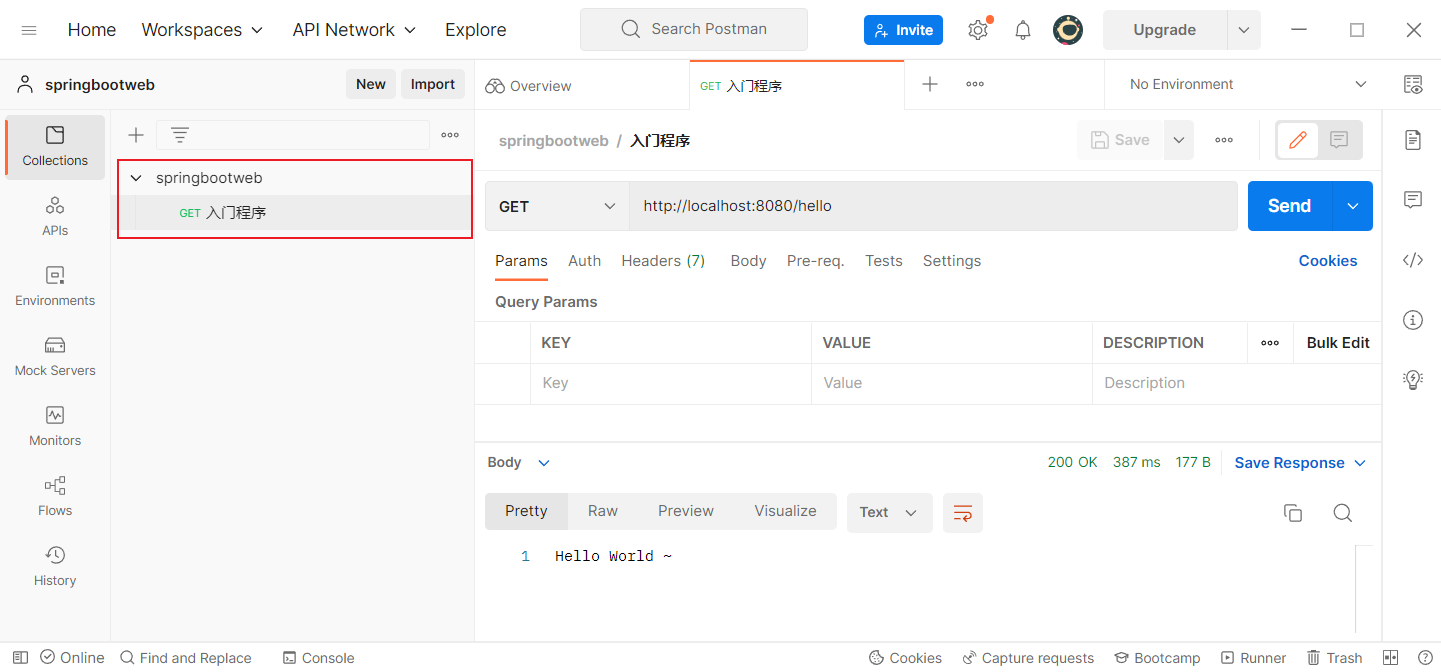 Home Workspaces API Network Explore Search Postman Invite Upgrade
springbootweb New Import Overview GET 入门程序 No Environment
Collections
APIs
Environments
Mock Servers
Monitors
Flows
History
springbootweb
GET 入门程序
springbootweb / 入门程序 Save
GET http://localhost:8080/hello Send
Params Auth Headers (7) Body Pre-req. Tests Settings Cookies
Query Params
KEY VALUE DESCRIPTION Bulk Edit
Key Value Description
Body 200 OK 387 ms 177 B Save Response
Pretty Raw Preview Visualize Text
1 Hello World ~
Online Find and Replace Console Cookies Capture requests Bootcamp Runner Trash